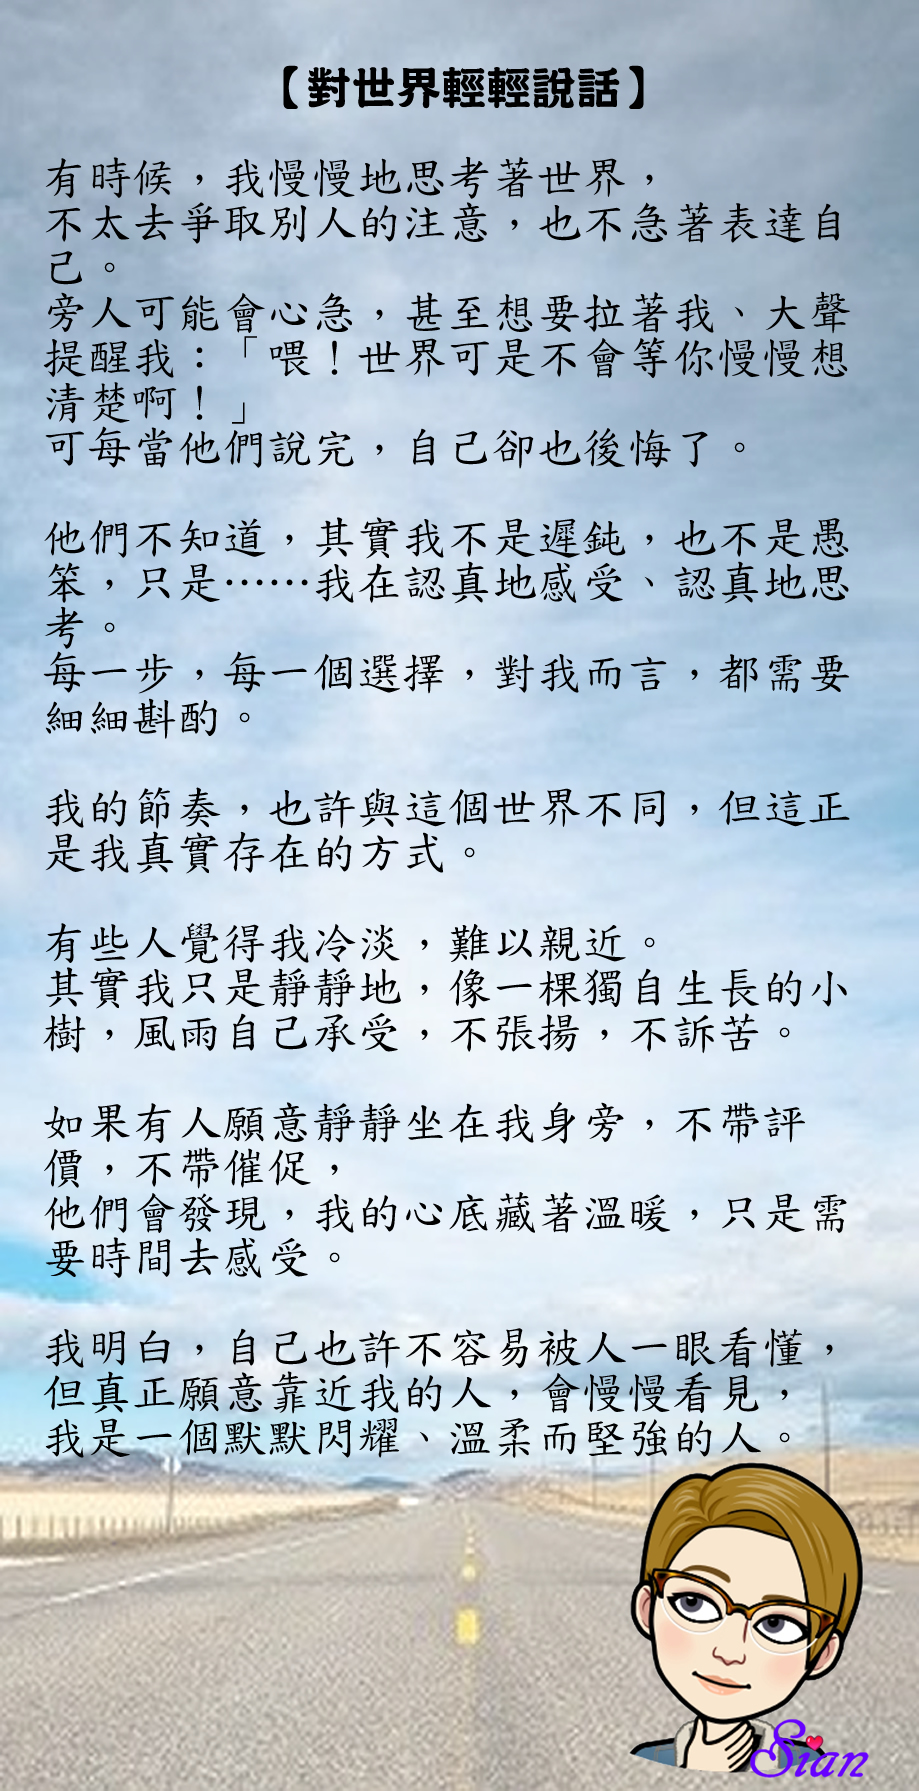 【對世界輕輕說話】
有時候，我慢慢地思考著世界，
不太去爭取別人的注意，也不急著表達自
己。
旁人可能會心急，甚至想要拉著我、大聲
提醒我：「喂！世界可是不會等你慢慢想
清楚啊！」
可每當他們說完，自己卻也後悔了。
他們不知道，其實我不是遲鈍，也不是愚
笨，只是……我在認真地感受、認真地思
考。
每一步，每一個選擇，對我而言，都需要
細細斟酌。
我的節奏，也許與這個世界不同，但這正
是我真實存在的方式。
有些人覺得我冷淡，難以親近。
其實我只是靜靜地，像一棵獨自生長的小
樹，風雨自己承受，不張揚，不訴苦。
如果有人願意靜靜坐在我身旁，不帶評
價，不帶催促，
他們會發現，我的心底藏著溫暖，只是需
要時間去感受。
我明白，自己也許不容易被人一眼看懂，
但真正願意靠近我的人，會慢慢看見，
我是一個默默閃耀、溫柔而堅強的人。
Sian